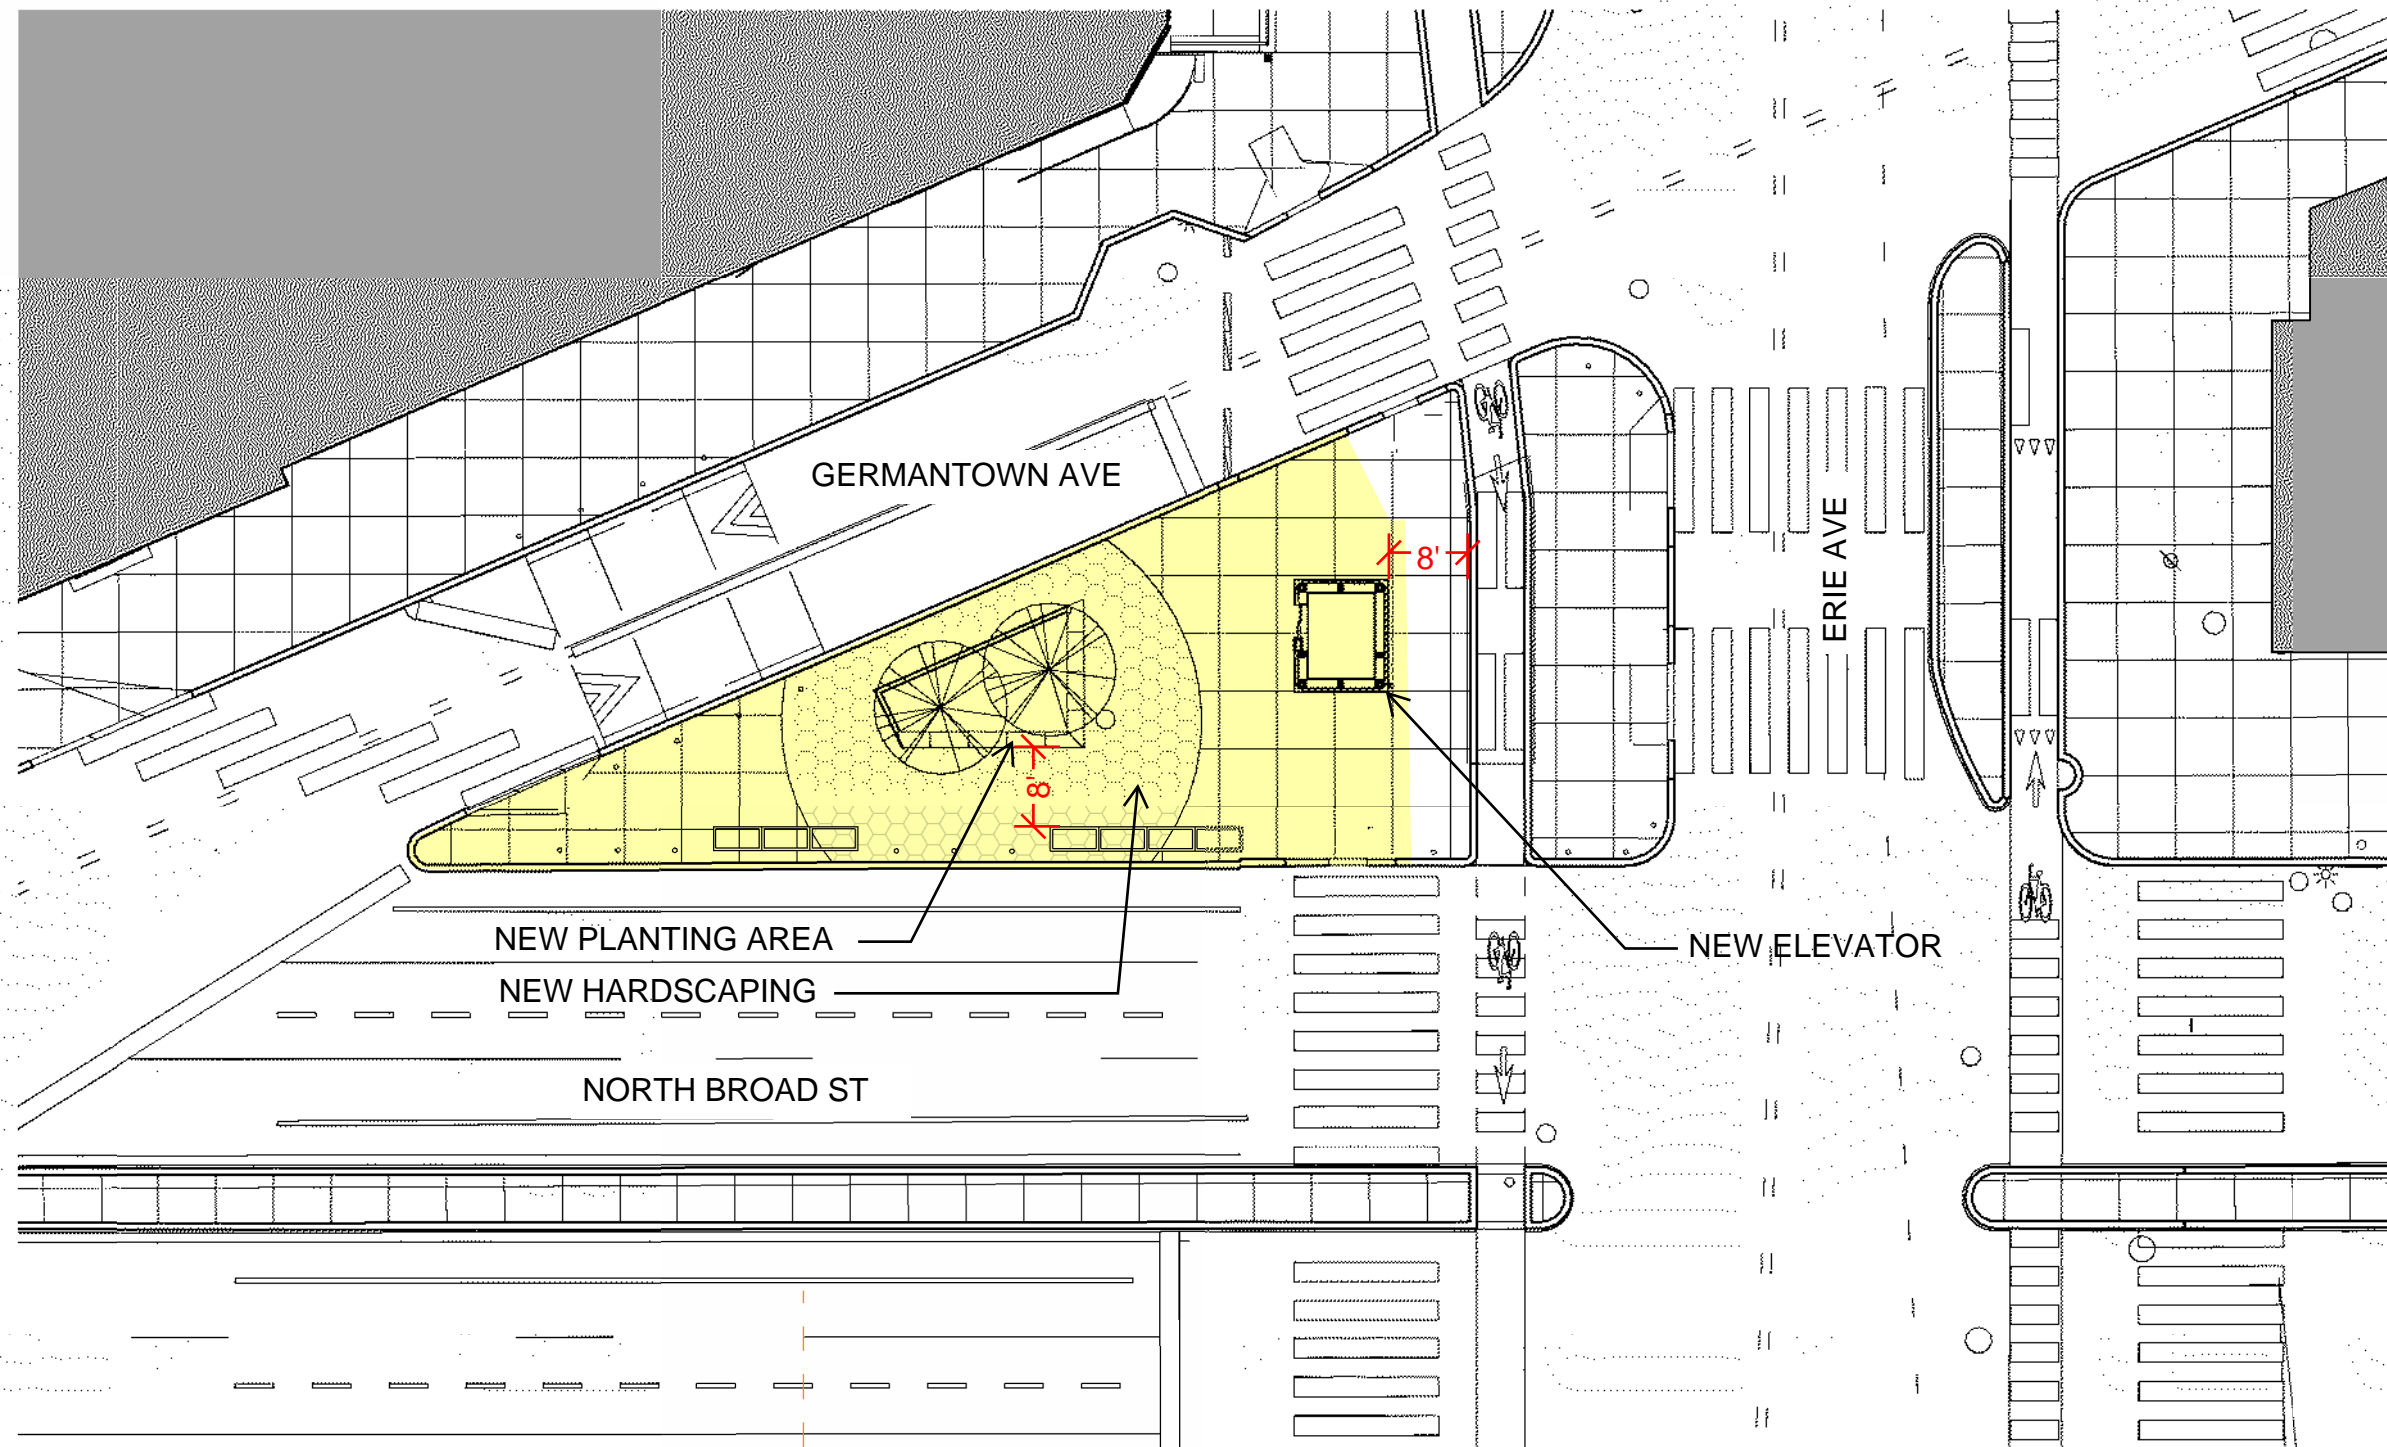 GERMANTOWN AVE
8'
ERIE AVE
8'
NEW PLANTING AREA
NEW ELEVATOR
NEW HARDSCAPING
NORTH BROAD ST